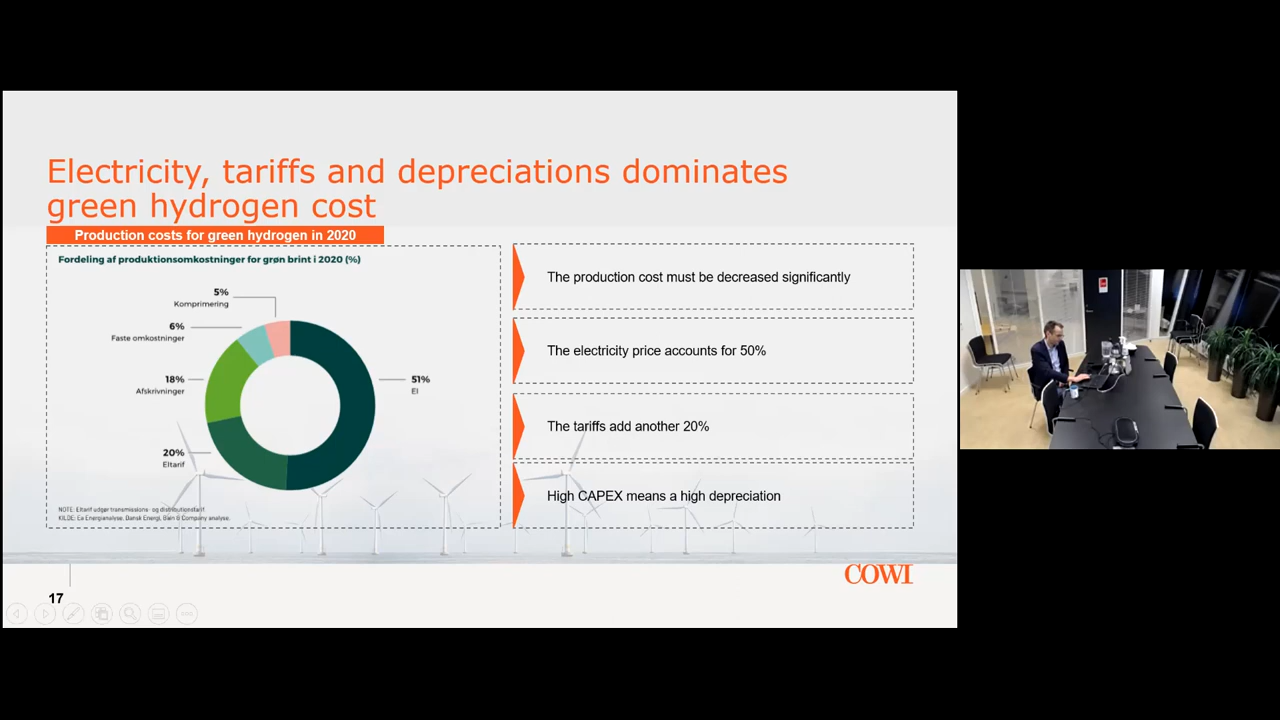 Electricity, tariffs and depreciations dominates
green hydrogen cost
Production costs for green hydrogen in 2020
Fordeling af produktionsomkostninger for grøn brint i 2020 (%)
5%
Komprimering
6%
Faste omkostninger
18%
Afskrivninger
51%
El
20%
Eltarif
NOTE: Eltarif udgør transmissions- og distributionstarif.
KILDE: Ea Energianalyse, Dansk Energi, Bain & Company analyse.
The production cost must be decreased significantly
The electricity price accounts for 50%
The tariffs add another 20%
High CAPEX means a high depreciation
COWI
17